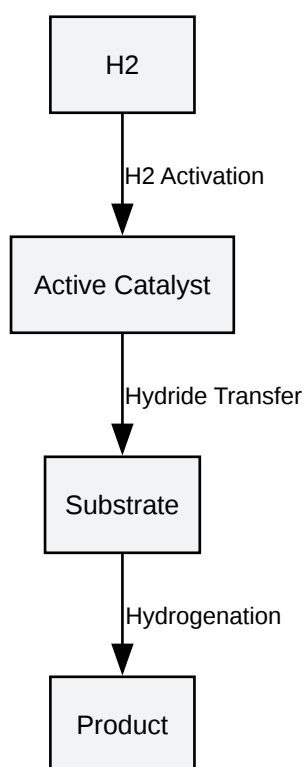 H2
H2 Activation
Active Catalyst
Hydride Transfer
Substrate
Hydrogenation
Product